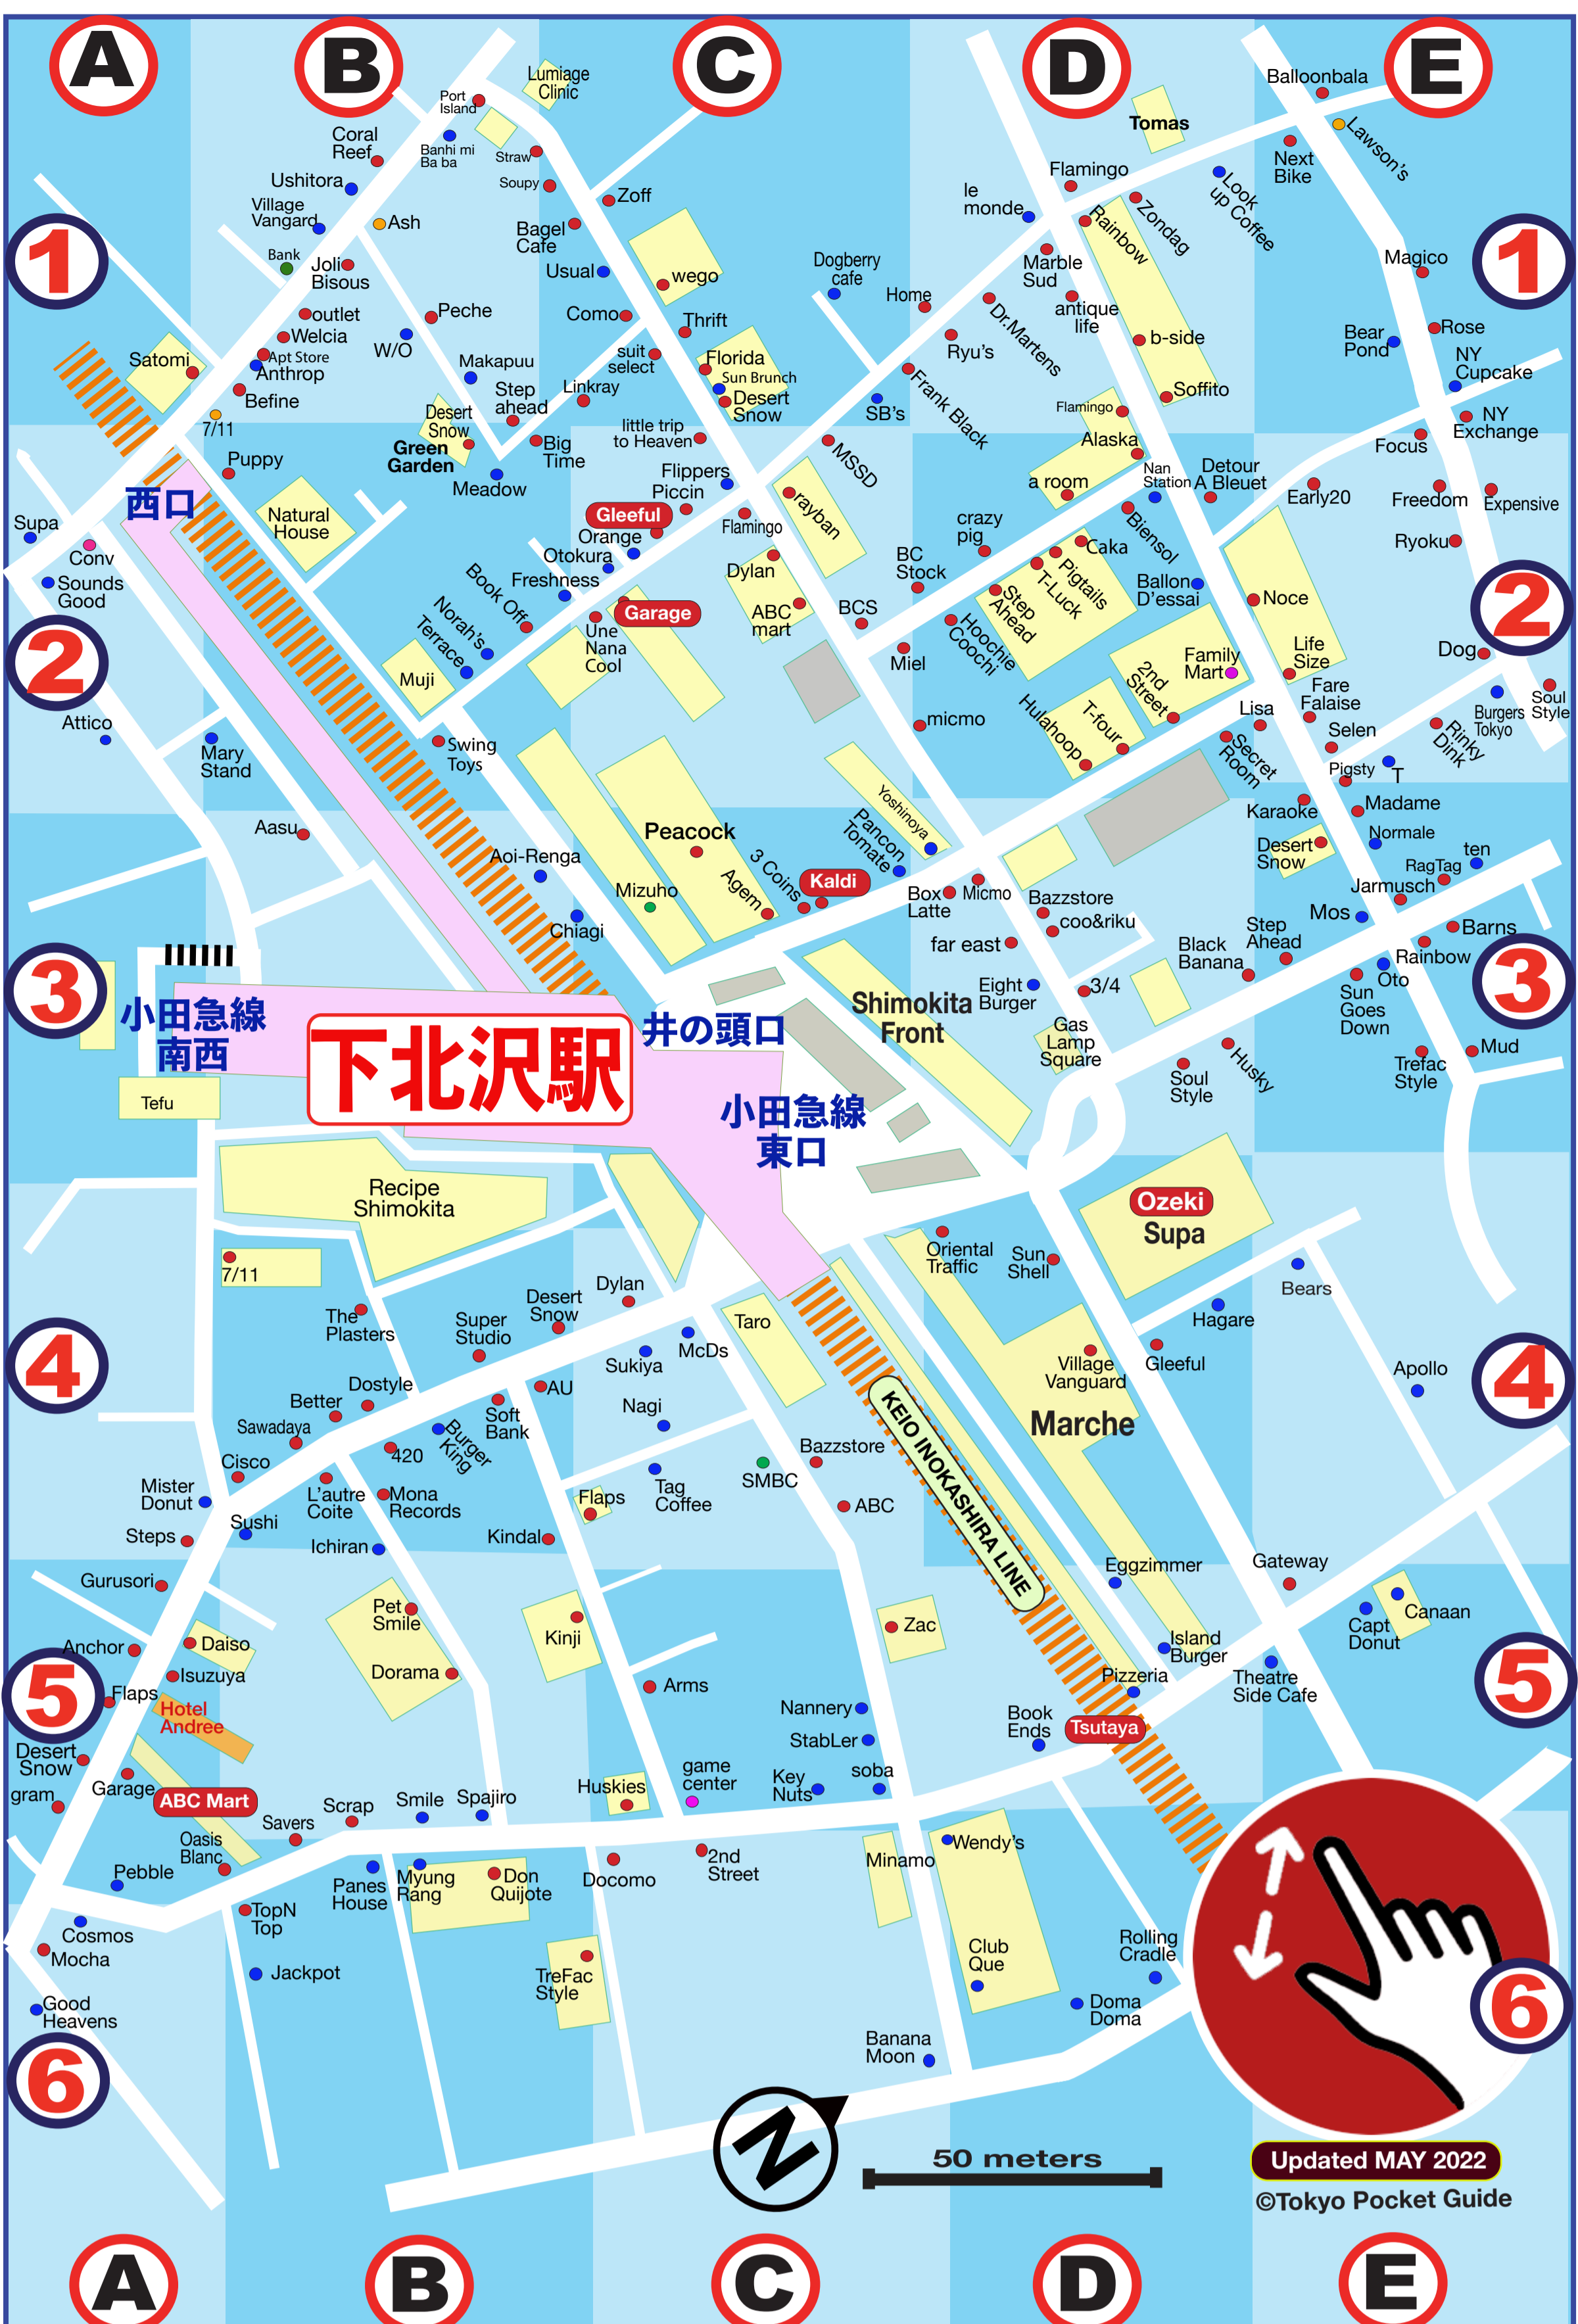 A
B
C
D
E
Lumiage
Clinic
Port
Island
Coral
Reef
Banhi mi
Ba ba
Straw
Soupy
Ushitora
Village
Vangard
Ash
Bank
Joli
Bisous
Zoff
Bagel
Cafe
Usual
wego
Como
Thrift
outlet
Welcia
Apt Store
Anthrop
Befine
Satomi
7/11
Peche
W/O
Makapuu
Step
ahead
Linkray
suit
select
Florida
Sun Brunch
Desert
Snow
Desert
Snow
Green
Garden
Big
Time
Meadow
little trip
to Heaven
Flippers
Piccin
Dogberry
cafe
Home
Ryu's
SB's
Frank Black
Dr.Martens
le
monde
Flamingo
Tomas
Rainbow
Zondag
Marble
Sud
antique
life
b-side
Soffito
Flamingo
Alaska
Look
up Coffee
Next
Bike
Balloonbala
Lawson's
Magico
Bear
Pond
Rose
NY
Cupcake
NY
Exchange
Focus
1
1
Puppy
西口
Supa
Conv
Sounds
Good
Natural
House
Gleeful
Orange
Otokura
Freshness
Book Off
Norah's
Terrace
Muji
Une
Nana
Cool
Garage
Flamingo
Dylan
ABC
mart
MSSD
rayban
BCS
BC
Stock
crazy
pig
a room
Nan
Station
Detour
A Bleuet
Biensol
Caka
Pigtails
T-Luck
Step
Ahead
Hoochie
Coochi
Miel
micmo
Ballon
D'essai
Early20
Freedom
Expensive
Ryoku
Noce
Life
Size
Family
Mart
2nd
Street
T-four
Hulahoop
Fare
Falaise
Lisa
Selen
Secret
Room
Pigsty
T
Dog
Burgers
Tokyo
Soul
Style
Rinky
Dink
2
2
Attico
Mary
Stand
Swing
Toys
Aasu
Aoi-Renga
Chiagi
Mizuho
Peacock
Agem
3 Coins
Kaldi
Yoshinoya
Pancon
Tomate
Box
Latte
Micmo
Bazzstore
coo&riku
far east
Eight
Burger
3/4
Gas
Lamp
Square
Shimokita
Front
Karaoke
Madame
Normale
Desert
Snow
ten
RagTag
Jarmusch
Mos
Step
Ahead
Black
Banana
Barns
Rainbow
Oto
Sun
Goes
Down
Soul
Style
Husky
Trefac
Style
Mud
3
3
小田急線
南西
下北沢駅
井の頭口
小田急線
東口
Tefu
Recipe
Shimokita
7/11
Ozeki
Supa
Oriental
Traffic
Sun
Shell
Bears
Hagare
Gleeful
Village
Vanguard
Marche
Apollo
The
Plasters
Super
Studio
Desert
Snow
Dylan
Taro
Sukiya
McDs
AU
Nagi
Dostyle
Better
Sawadaya
Cisco
Soft
Bank
Burger
King
420
L'autre
Coite
Mona
Records
Mister
Donut
Sushi
Steps
Ichiran
Kindal
Flaps
Tag
Coffee
SMBC
Bazzstore
ABC
KEIO INOKASHIRA LINE
4
4
Gurusori
Anchor
Daiso
Isuzuya
Flaps
Hotel
Andree
Desert
Snow
gram
Garage
ABC Mart
Pet
Smile
Dorama
Kinji
Arms
Zac
Nannery
StabLer
Key
Nuts
soba
Eggzimmer
Gateway
Island
Burger
Pizzeria
Tsutaya
Book
Ends
Theatre
Side Cafe
Capt
Donut
Canaan
5
5
Huskies
game
center
Scrap
Smile
Spajiro
Savers
Oasis
Blanc
Pebble
Cosmos
Mocha
Good
Heavens
TopN
Top
Jackpot
Panes
House
Myung
Rang
Don
Quijote
Docomo
2nd
Street
TreFac
Style
Minamo
Wendy's
Club
Que
Banana
Moon
Doma
Doma
Rolling
Cradle
6
6
N
50 meters
Updated MAY 2022
©Tokyo Pocket Guide
A
B
C
D
E